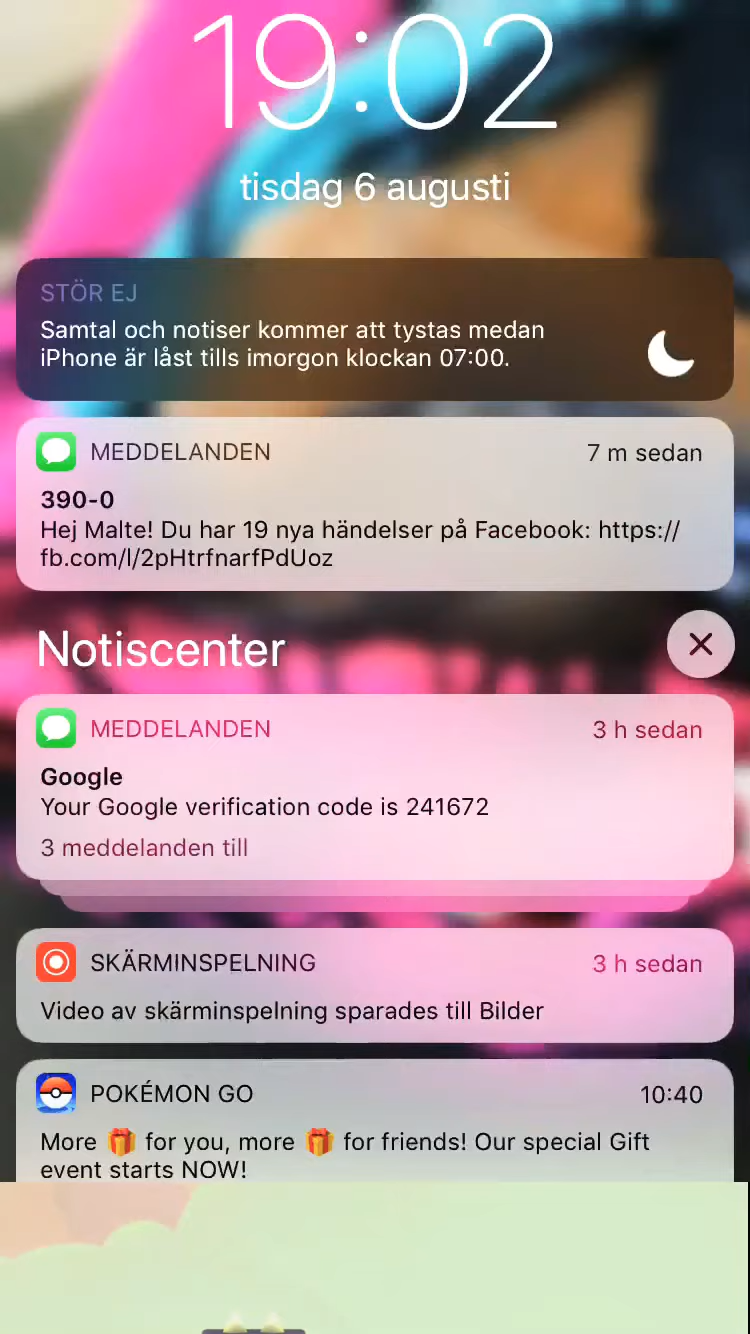 19:02
tisdag 6 augusti
STÖR EJ
Samtal och notiser kommer att tystas medan
iPhone är låst tills imorgon klockan 07:00.
MEDDELANDEN 7 m sedan
390-0
Hej Malte! Du har 19 nya händelser på Facebook: https://
fb.com/l/2pHtrfnarfPdUoz
Notiscenter
MEDDELANDEN 3 h sedan
Google
Your Google verification code is 241672
3 meddelanden till
SKÄRMINSPELNING 3 h sedan
Video av skärminspelning sparades till Bilder
POKÉMON GO 10:40
More 🎁 for you, more 🎁 for friends! Our special Gift
event starts NOW!